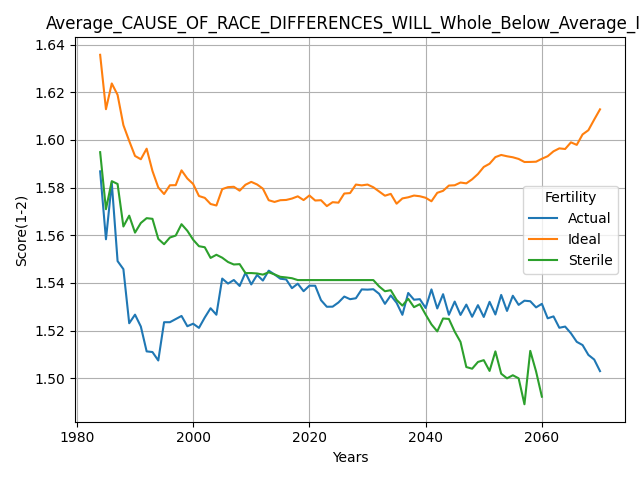 Average_CAUSE_OF_RACE_DIFFERENCES_WILL_Whole_Below_Average_I
Score(1-2)
1.64
1.62
1.60
1.58
1.56
1.54
1.52
1.50
Fertility
Actual
Ideal
Sterile
1980 2000 2020 2040 2060
Years